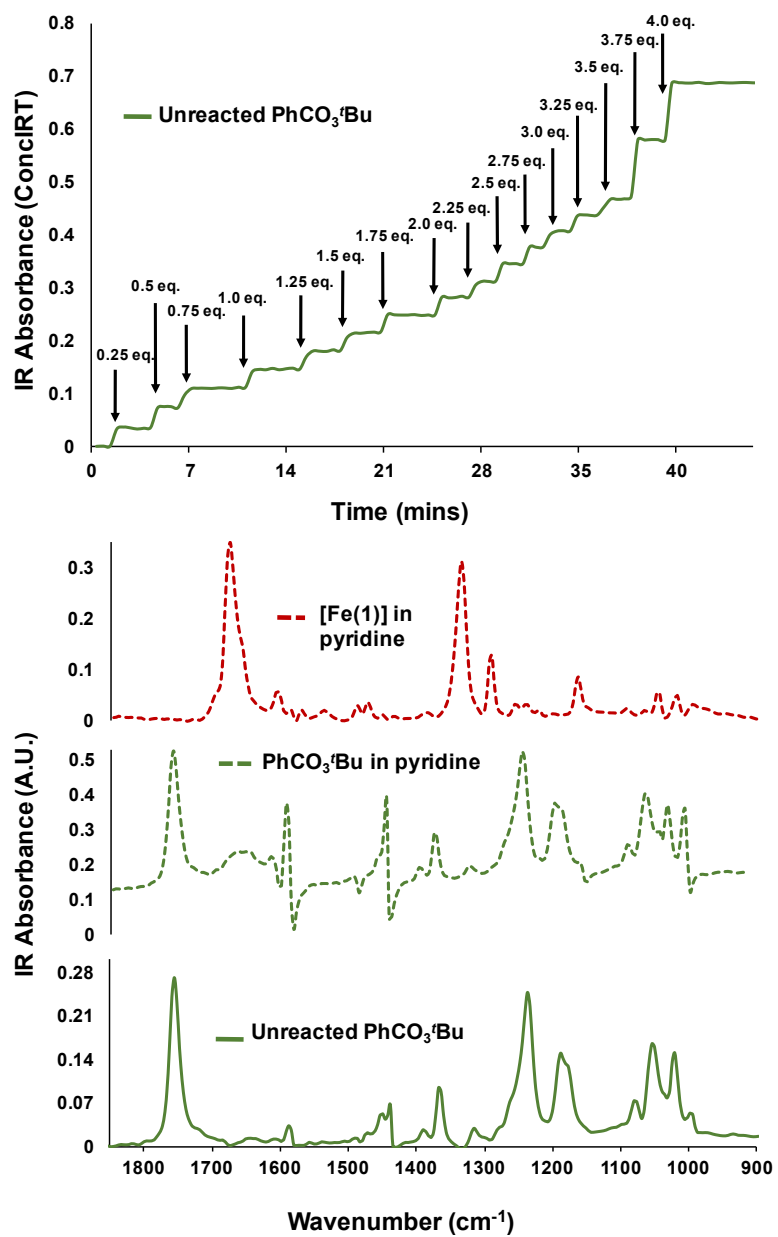 0.8
0.7
0.6
0.5
0.4
0.3
0.2
0.1
0
IR Absorbance (ConcIRT)
Unreacted PhCO₃ᵗBu
0.25 eq.
0.5 eq.
0.75 eq.
1.0 eq.
1.25 eq.
1.5 eq.
1.75 eq.
2.0 eq.
2.25 eq.
2.5 eq.
2.75 eq.
3.0 eq.
3.25 eq.
3.5 eq.
3.75 eq.
4.0 eq.
0 7 14 21 28 35 40
Time (mins)
0.3
0.2
0.1
0
[Fe(1)] in
pyridine
0.5
0.4
0.3
0.2
0.1
0
PhCO₃ᵗBu in pyridine
IR Absorbance (A.U.)
0.28
0.21
0.14
0.07
0
Unreacted PhCO₃ᵗBu
1800 1700 1600 1500 1400 1300 1200 1100 1000 900
Wavenumber (cm⁻¹)